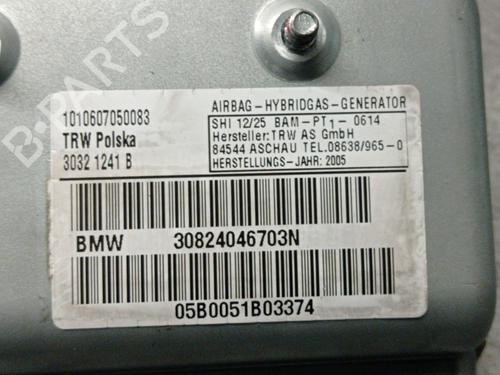 B-PARTS
1010607050083
TRW Polska
3032 1241 B
AIRBAG-HYBRIDGAS-GENERATOR
SHI 12/25 BAM-PT1-0614
Hersteller:TRW AS GmbH
84544 ASCHAU TEL.08638/965-0
HERSTELLUNGS-JAHR: 2005
BMW 30824046703N
05B0051B03374